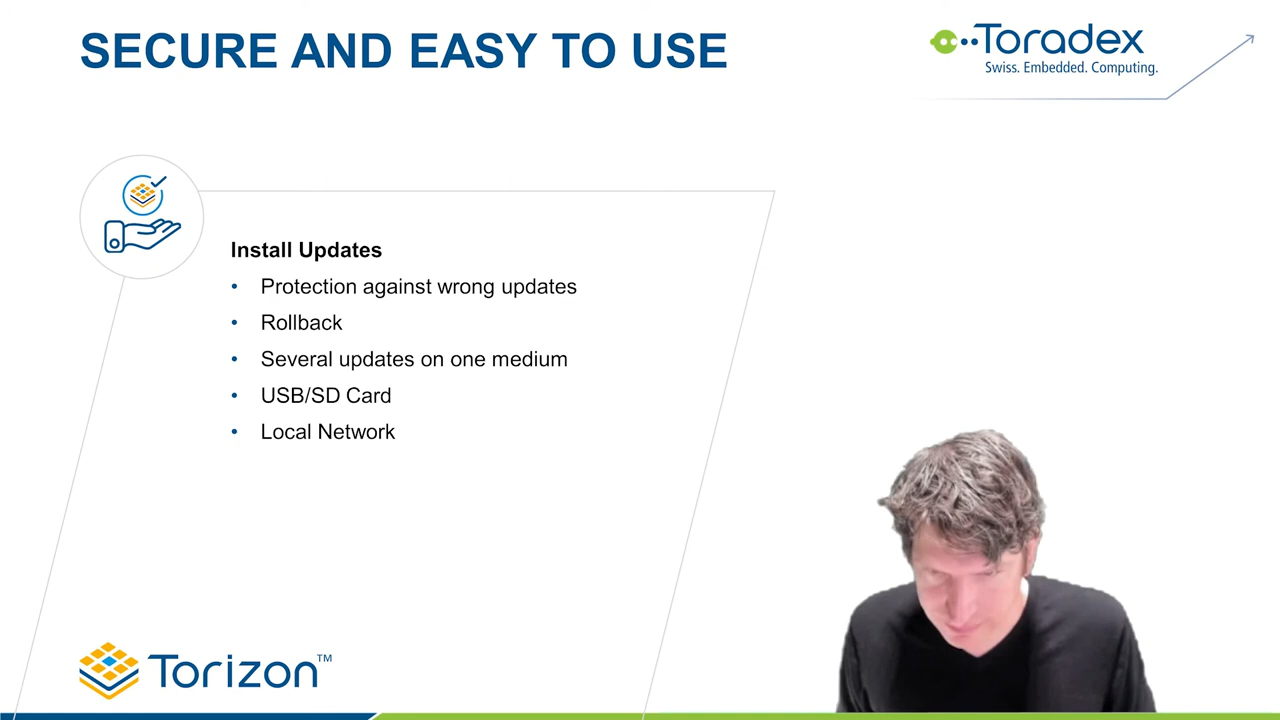 SECURE AND EASY TO USE
Toradex
Swiss. Embedded. Computing.
Install Updates
• Protection against wrong updates
• Rollback
• Several updates on one medium
• USB/SD Card
• Local Network
Torizon™